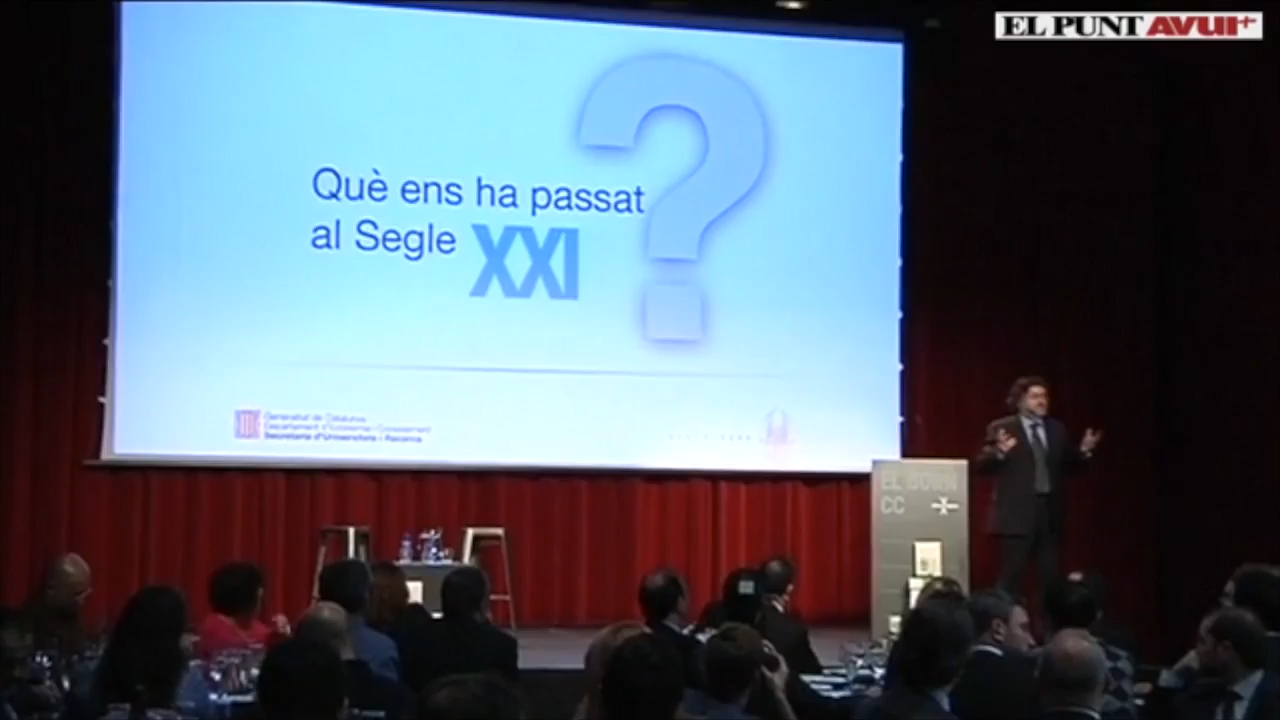 EL PUNT AVUI+
Què ens ha passat
al Segle XXI
?
Generalitat de Catalunya
Departament d'Economia i Coneixement
Secretaria d'Universitats i Recerca
EL BORN
CC